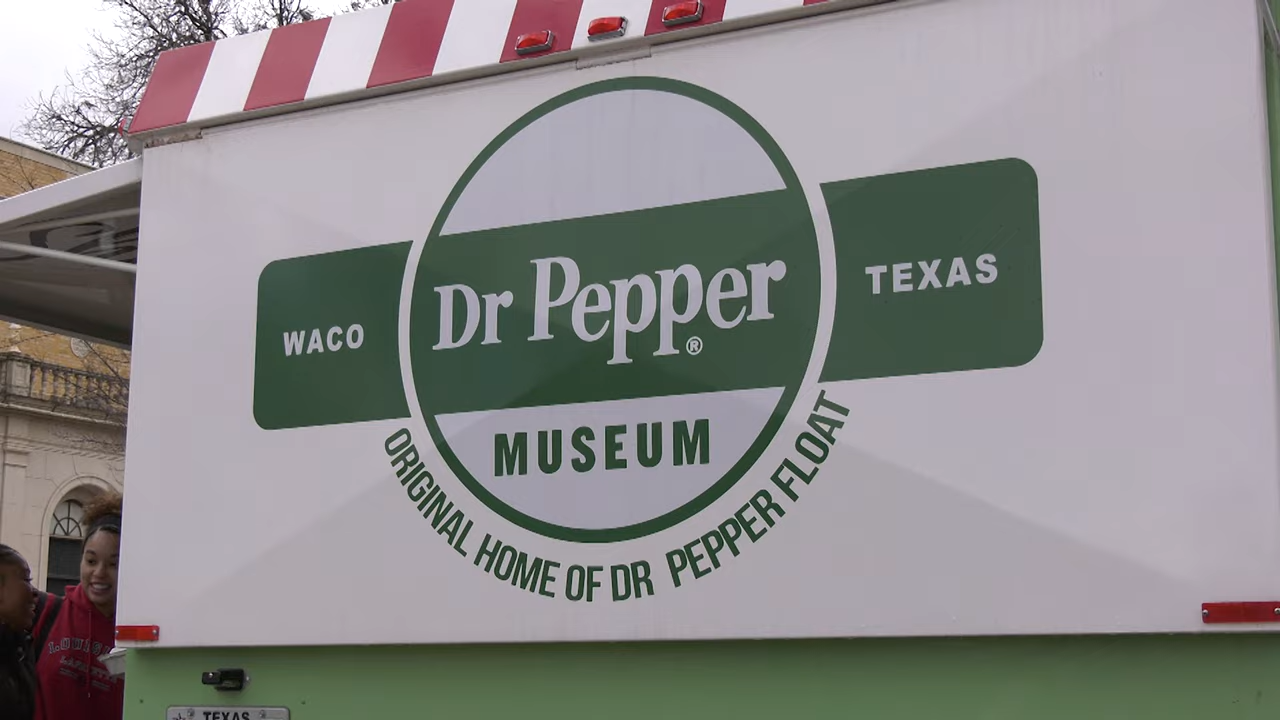 WACO
Dr Pepper®
TEXAS
MUSEUM
ORIGINAL HOME OF DR PEPPER FLOAT
TEXAS